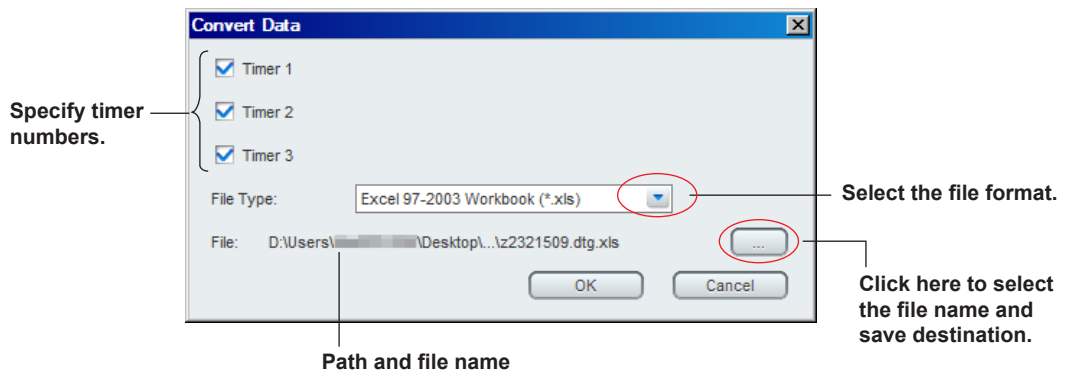 Convert Data
Timer 1
Specify timer
numbers.
Timer 2
Timer 3
File Type:
Excel 97-2003 Workbook (*.xls)
Select the file format.
File:
D:\Users\ \Desktop\...\z2321509.dtg.xls
...
OK
Cancel
Click here to select
the file name and
save destination.
Path and file name